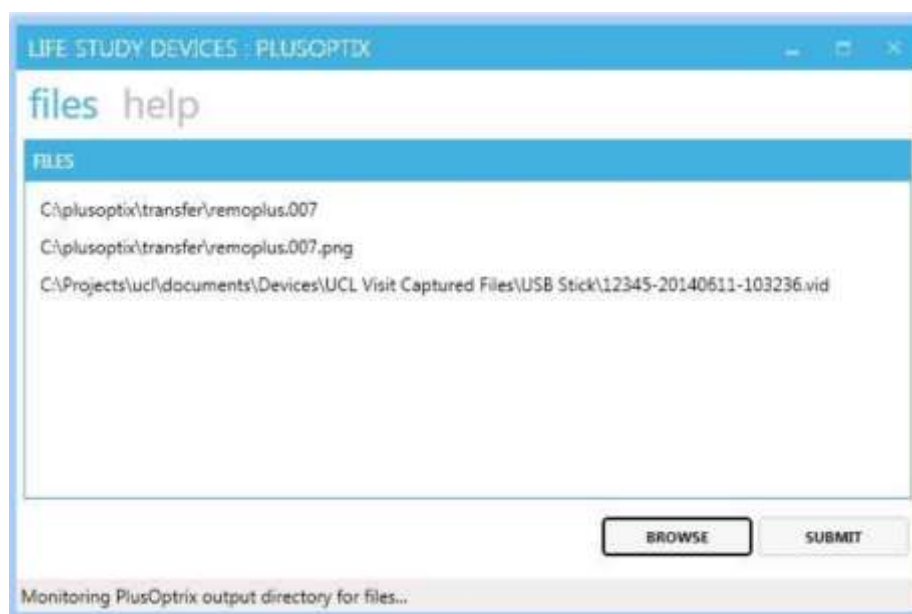 LIFE STUDY DEVICES : PLUSOPTIX
files help
FILES
C:\plusoptix\transfer\remoplus.007
C:\plusoptix\transfer\remoplus.007.png
C:\Projects\ucl\documents\Devices\UCL Visit Captured Files\USB Stick\12345-20140611-103236.vid
BROWSE SUBMIT
Monitoring PlusOptrix output directory for files...